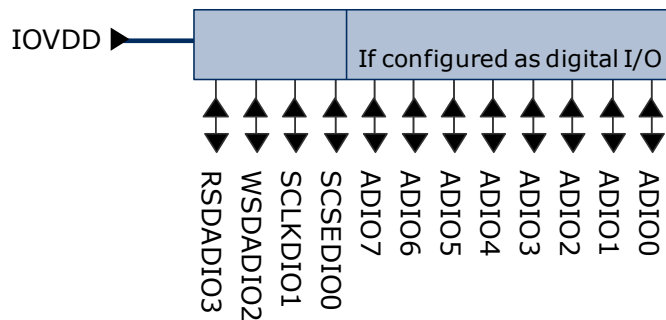 IOVDD
If configured as digital I/O
RSDADIO3
WSDADIO2
SCLKDIO1
SCSEDIO0
ADIO7
ADIO6
ADIO5
ADIO4
ADIO3
ADIO2
ADIO1
ADIO0